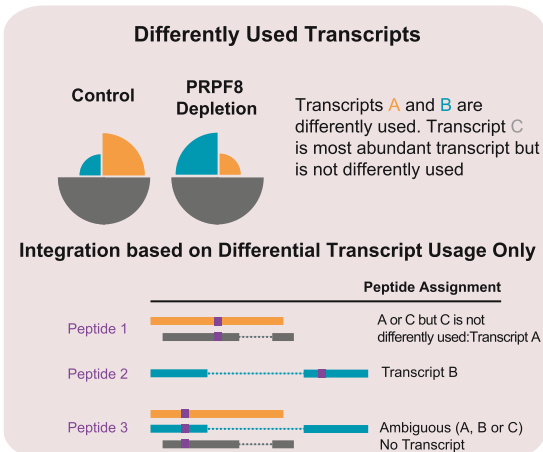 Differently Used Transcripts
Control
PRPF8
Depletion
Transcripts A and B are
differently used. Transcript C
is most abundant transcript but
is not differently used
Integration based on Differential Transcript Usage Only
Peptide Assignment
Peptide 1
A or C but C is not
differently used:Transcript A
Peptide 2
Transcript B
Peptide 3
Ambiguous (A, B or C)
No Transcript